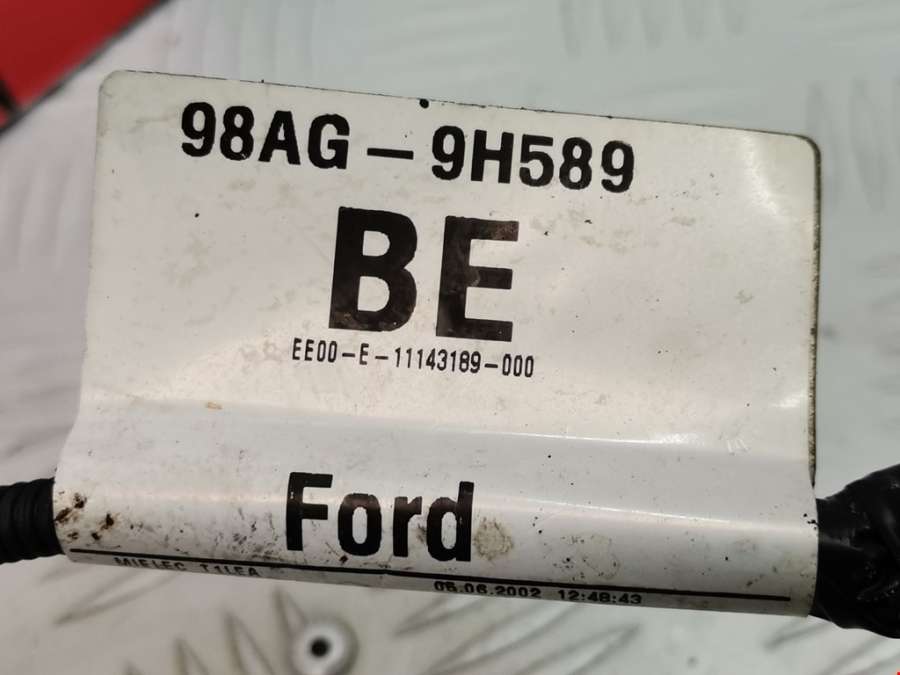 98AG-9H589
BE
EE00-E-11143189-000
Ford
MIELEC T1LEA
05.06.2002 12:48:43